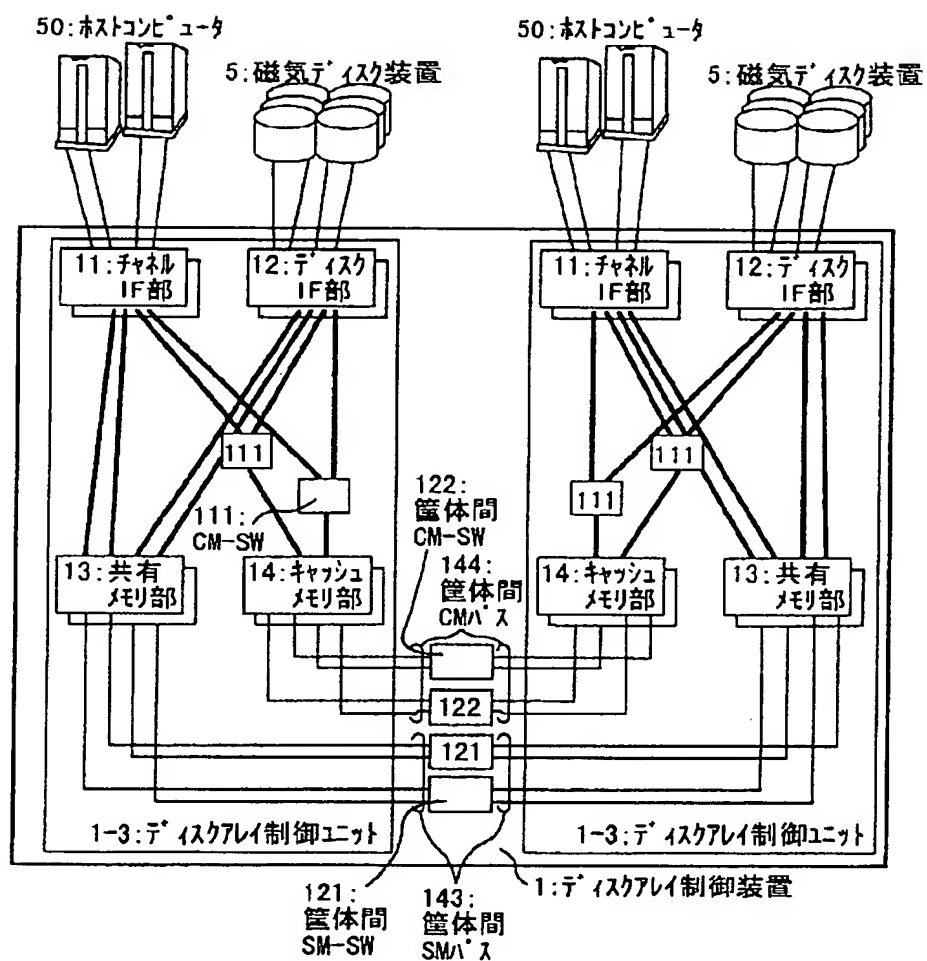 50:ホストコンピュータ
50:ホストコンピュータ
5:磁気ディスク装置
5:磁気ディスク装置
11:チャネル
IF部
12:ディスク
IF部
11:チャネル
IF部
12:ディスク
IF部
111
111
111
111:
CM-SW
122:
筐体間
CM-SW
144:
筐体間
CMパス
13:共有
メモリ部
14:キャッシュ
メモリ部
14:キャッシュ
メモリ部
13:共有
メモリ部
122
121
1-3:ディスクアレイ制御ユニット
1-3:ディスクアレイ制御ユニット
121:
筐体間
SM-SW
143:
筐体間
SMパス
1:ディスクアレイ制御装置